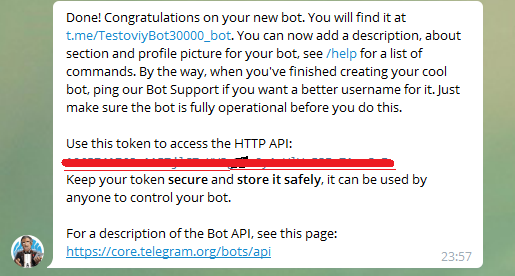 Done! Congratulations on your new bot. You will find it at
t.me/TestoviyBot30000_bot. You can now add a description, about
section and profile picture for your bot, see /help for a list of
commands. By the way, when you've finished creating your cool
bot, ping our Bot Support if you want a better username for it. Just
make sure the bot is fully operational before you do this.
Use this token to access the HTTP API:
Keep your token secure and store it safely, it can be used by
anyone to control your bot.
For a description of the Bot API, see this page:
https://core.telegram.org/bots/api
23:57